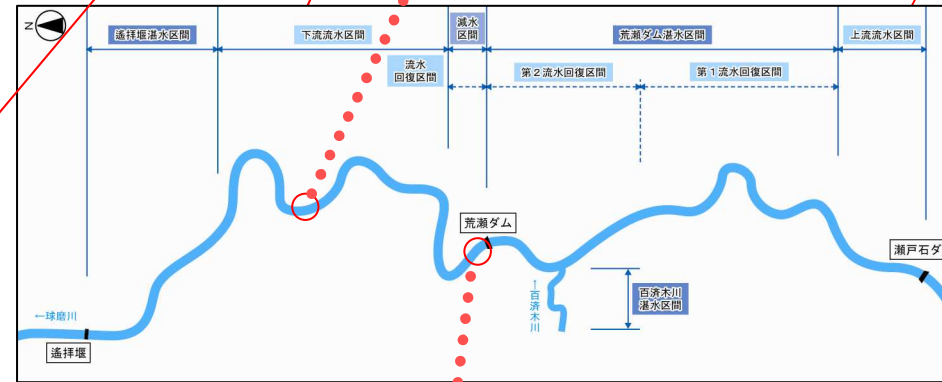 N
遙拝堰湛水区間
下流流水区間
減水
区間
荒瀬ダム湛水区間
上流流水区間
流水
回復区間
第2流水回復区間
第1流水回復区間
荒瀬ダム
瀬戸石ダ
←百済木川
百済木川
湛水区間
←球磨川
遙拝堰